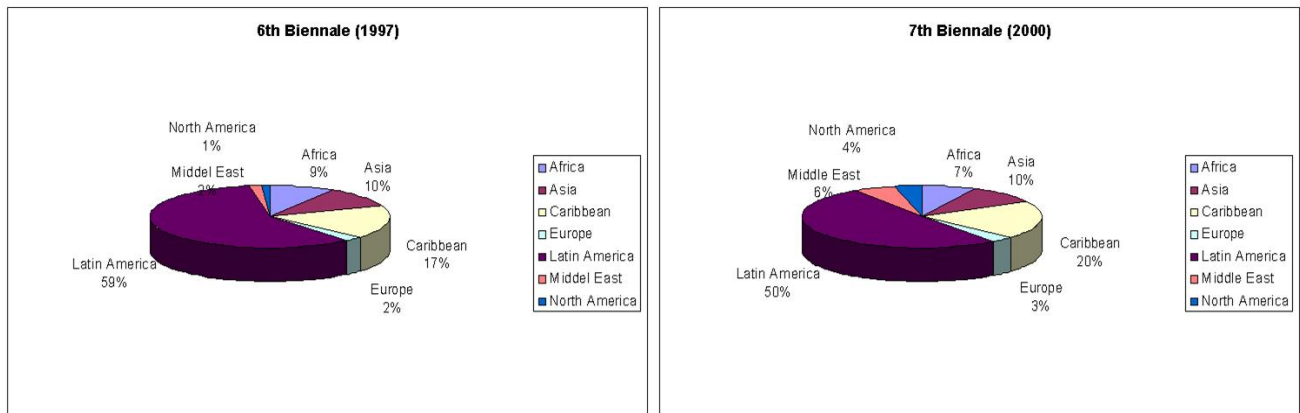 6th Biennale (1997)
North America
1%
Africa
9%
Asia
10%
Middel East
2%
Caribbean
17%
Latin America
59%
Europe
2%
Africa
Asia
Caribbean
Europe
Latin America
Middel East
North America
7th Biennale (2000)
North America
4%
Africa
7%
Asia
10%
Middle East
6%
Caribbean
20%
Latin America
50%
Europe
3%
Africa
Asia
Caribbean
Europe
Latin America
Middle East
North America